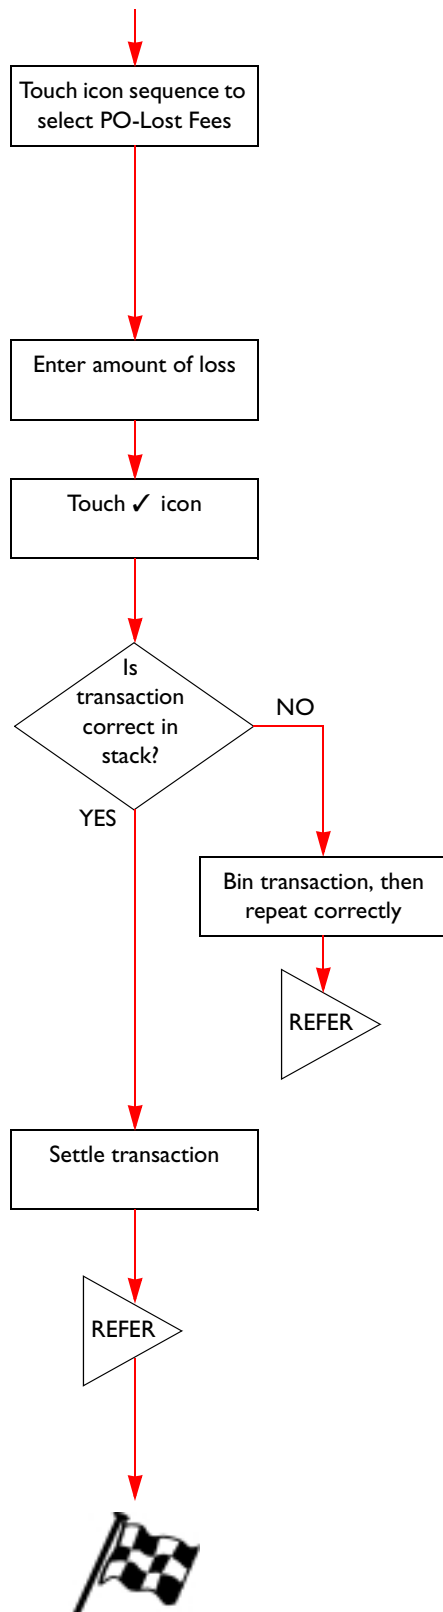 Touch icon sequence to
select PO-Lost Fees
Enter amount of loss
Touch ✓ icon
Is
transaction
correct in
stack?
NO
YES
Bin transaction, then
repeat correctly
REFER
Settle transaction
REFER